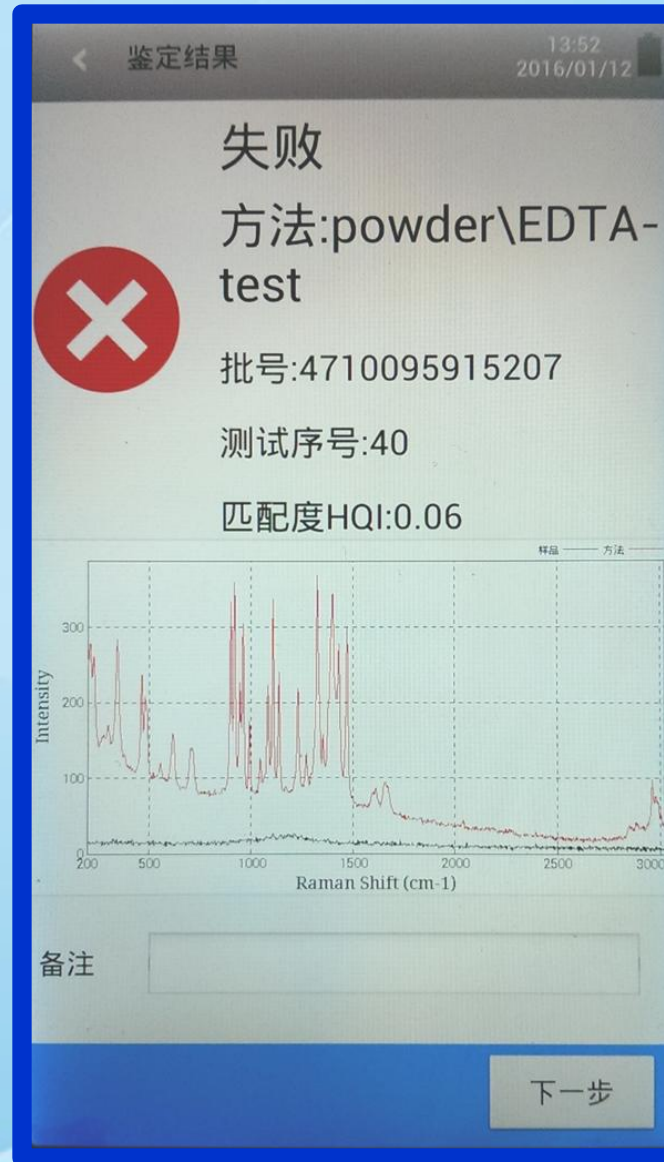 鉴定结果
13:52
2016/01/12
失败
方法:powder\EDTA-
test
批号:4710095915207
测试序号:40
匹配度HQI:0.06
样品 方法
300
200
100
0
Intensity
200 500 1000 1500 2000 2500 3000
Raman Shift (cm-1)
备注
下一步